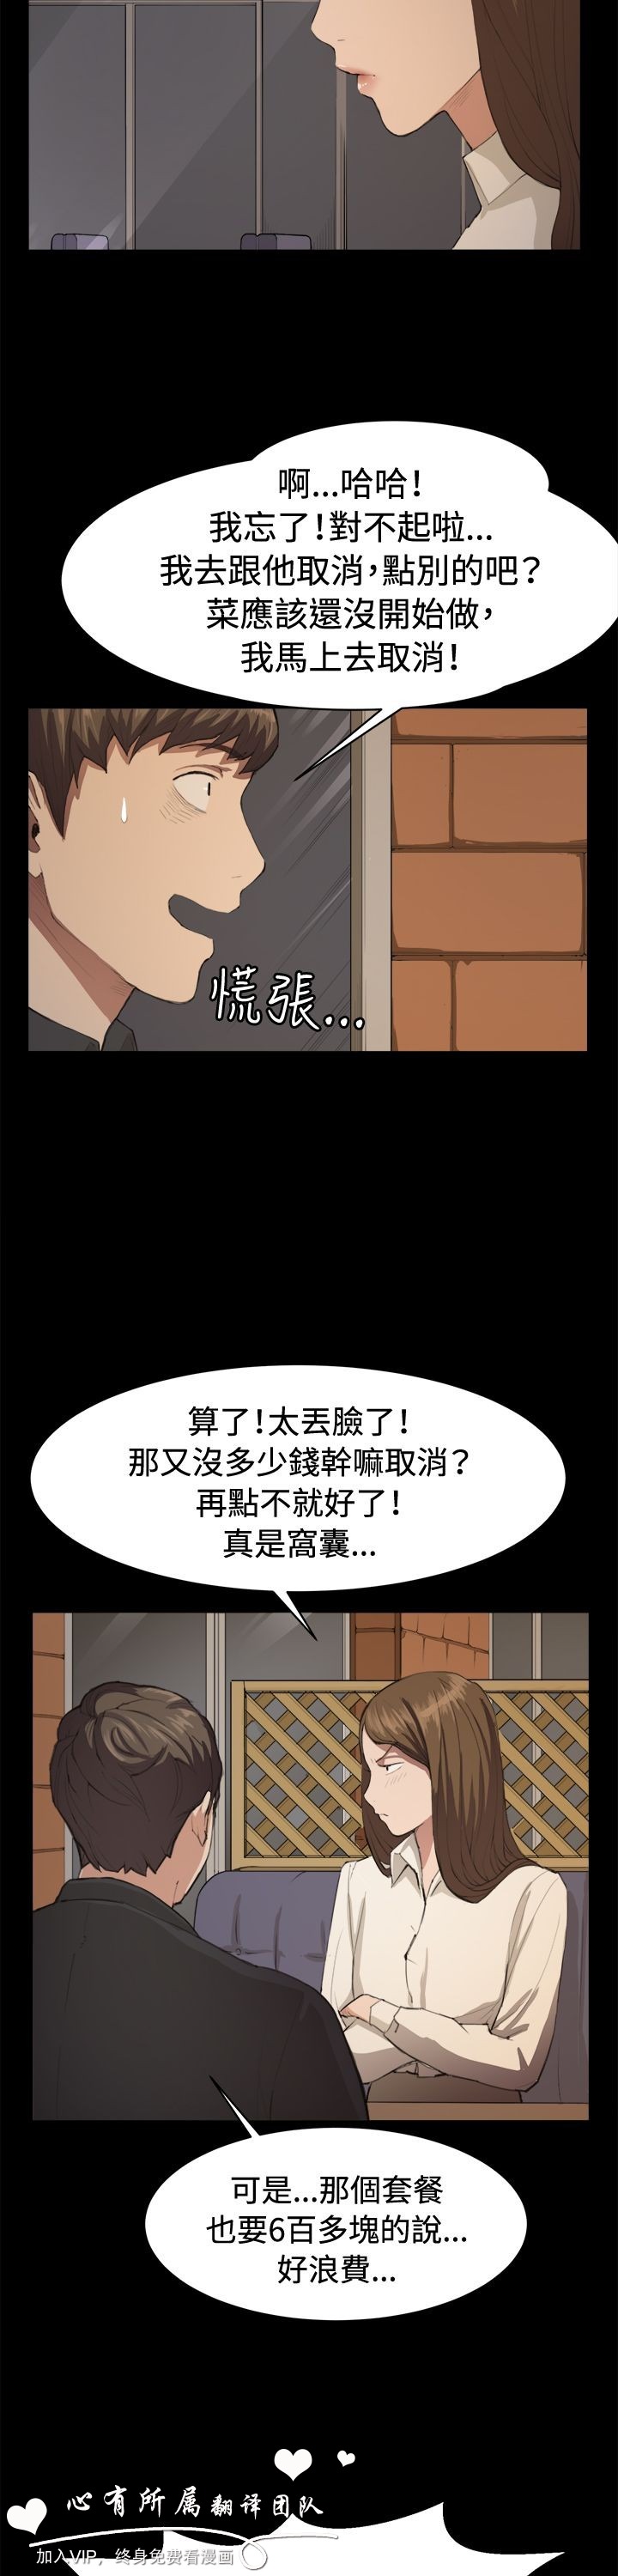 啊...哈哈!
我忘了!對不起啦...
我去跟他取消,點別的吧?
菜應該還沒開始做,
我馬上去取消!
慌張...
算了!太丟臉了!
那又沒多少錢幹嘛取消?
再點不就好了!
真是窩囊...
可是...那個套餐
也要6百多塊的說...
好浪費...
心有所属翻译团队
加入VIP，终身免费看漫画